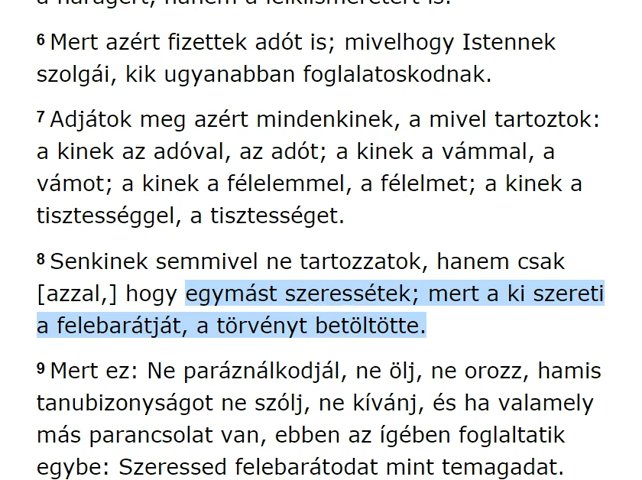 a haragért, hanem a lelkiismeretért is.
6 Mert azért fizettek adót is; mivelhogy Istennek
szolgái, kik ugyanabban foglalatoskodnak.
7 Adjátok meg azért mindenkinek, a mivel tartoztok:
a kinek az adóval, az adót; a kinek a vámmal, a
vámot; a kinek a félelemmel, a félelmet; a kinek a
tisztességgel, a tisztességet.
8 Senkinek semmivel ne tartozzatok, hanem csak
[azzal,] hogy egymást szeressétek; mert a ki szereti
a felebarátját, a törvényt betöltötte.
9 Mert ez: Ne paráználkodjál, ne ölj, ne orozz, hamis
tanubizonyságot ne szólj, ne kívánj, és ha valamely
más parancsolat van, ebben az ígében foglaltatik
egybe: Szeressed felebarátodat mint temagadat.